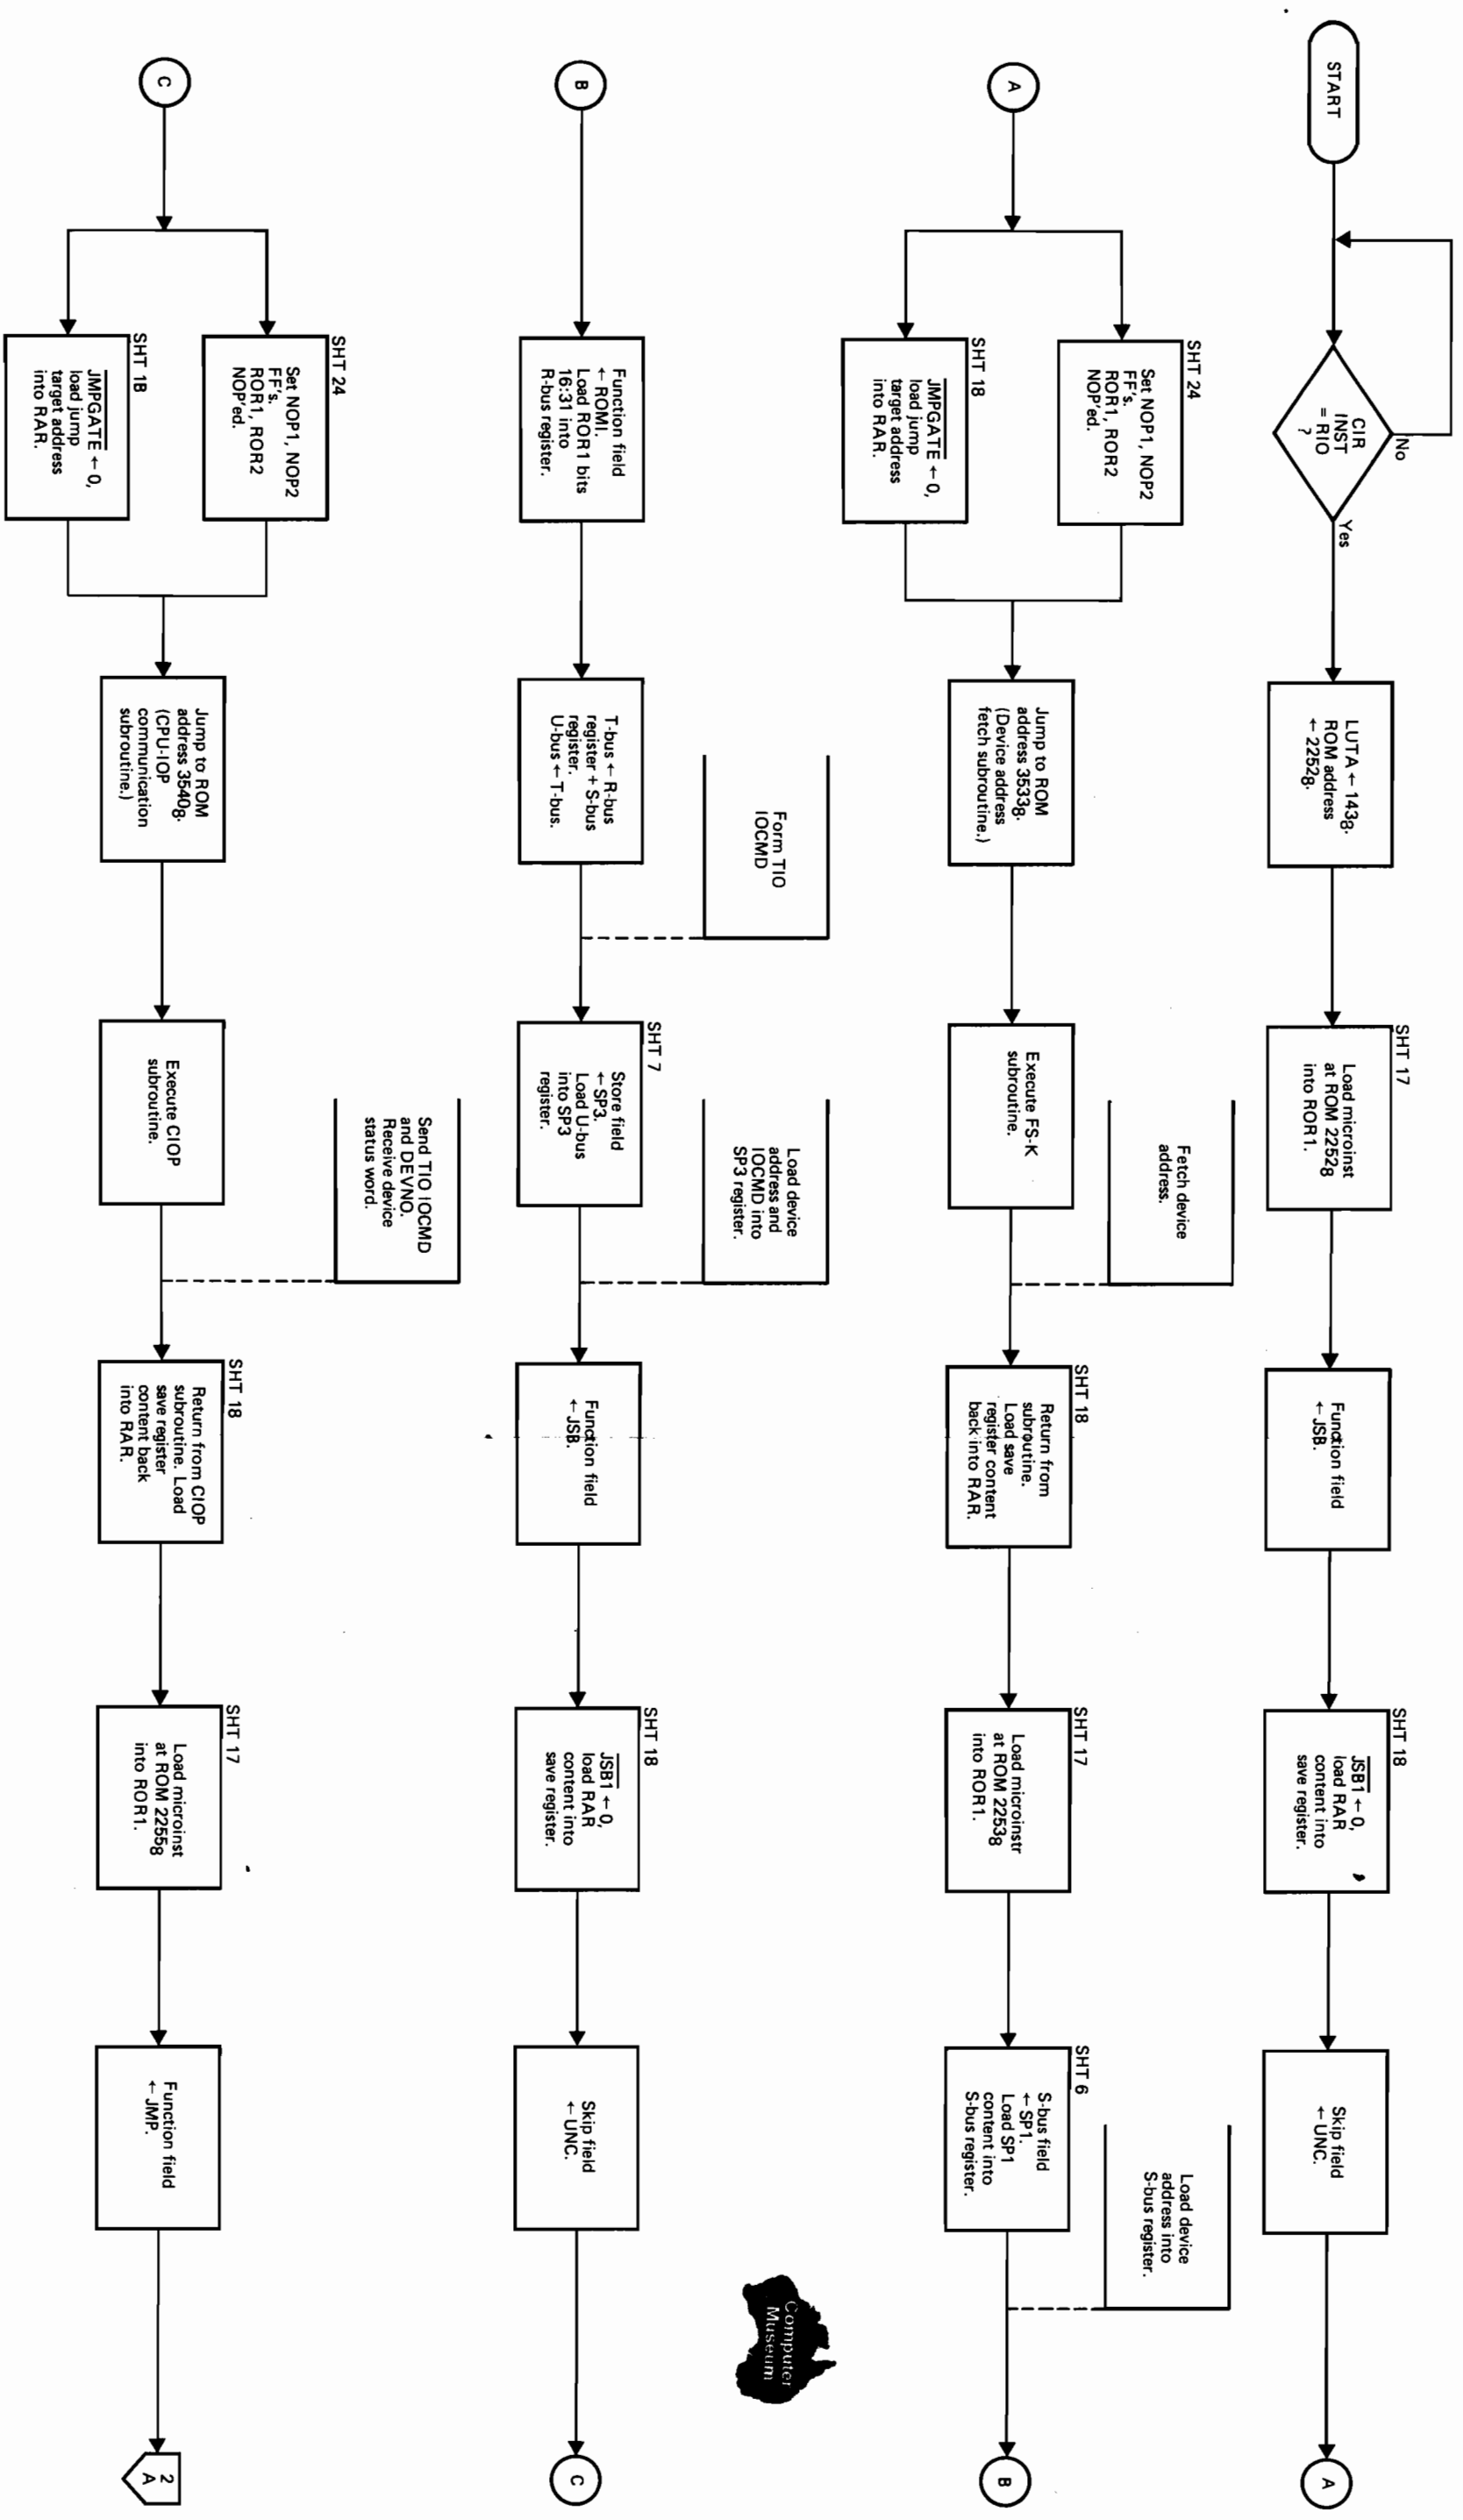 START
CIR
INST
= RIO
?
No
Yes
LUTA ← 143₈.
ROM address
← 2252₈.
SHT 17
Load microinst
at ROM 2252₈
into ROR1.
Function field
← JSB.
SHT 18
JSB1 ← 0,
load RAR
content into
save register.
Skip field
← UNC.
A
A
SHT 24
Set NOP1, NOP2
FF's.
ROR1, ROR2
NOP'ed.
SHT 18
JMPGATE ← 0,
load jump
target address
into RAR.
Jump to ROM
address 3533₈.
(Device address
fetch subroutine.)
Execute FS-K
subroutine.
Fetch device
address.
SHT 18
Return from
subroutine.
Load save
register content
back into RAR.
SHT 17
Load microinstr
at ROM 2253₈
into ROR1.
SHT 6
S-bus field
← SP1.
Load SP1
content into
S-bus register.
Load device
address into
S-bus register.
B
B
Function field
← ROMI.
Load ROR1 bits
16:31 into
R-bus register.
T-bus ← R-bus
register + S-bus
register.
U-bus ← T-bus.
Form TIO
IOCMD
SHT 7
Store field
← SP3.
Load U-bus
into SP3
register.
Load device
address and
IOCMD into
SP3 register.
Function field
← JSB.
SHT 18
JSB1 ← 0,
load RAR
content into
save register.
Skip field
← UNC.
C
Computer
Museum
C
SHT 24
Set NOP1, NOP2
FF's.
ROR1, ROR2
NOP'ed.
SHT 1B
JMPGATE ← 0,
load jump
target address
into RAR.
Jump to ROM
address 3540₈.
(CPU-IOP
communication
subroutine.)
Execute CIOP
subroutine.
Send TIO IOCMD
and DEVNO.
Receive device
status word.
SHT 18
Return from CIOP
subroutine. Load
save register
content back
into RAR.
SHT 17
Load microinst
at ROM 2255₈
into ROR1.
Function field
← JMP.
2
A